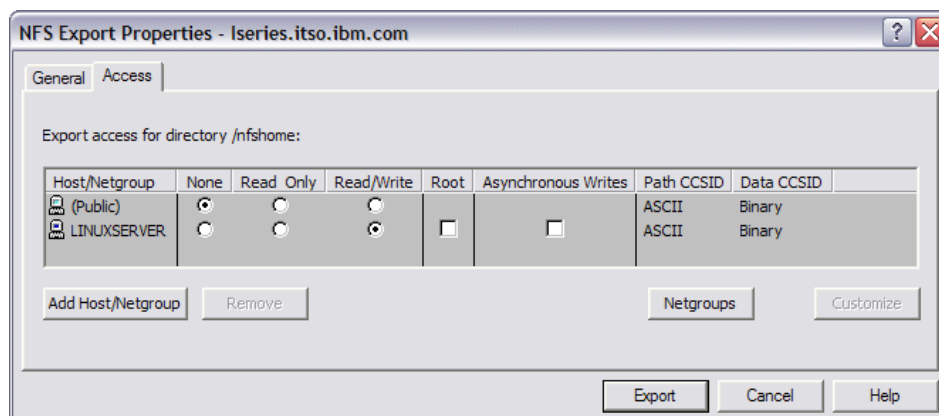 NFS Export Properties - Iseries.itso.ibm.com
General Access
Export access for directory /nfshome:
Host/Netgroup None Read Only Read/Write Root Asynchronous Writes Path CCSID Data CCSID
(Public) ASCII Binary
LINUXSERVER ASCII Binary
Add Host/Netgroup Remove Netgroups Customize
Export Cancel Help